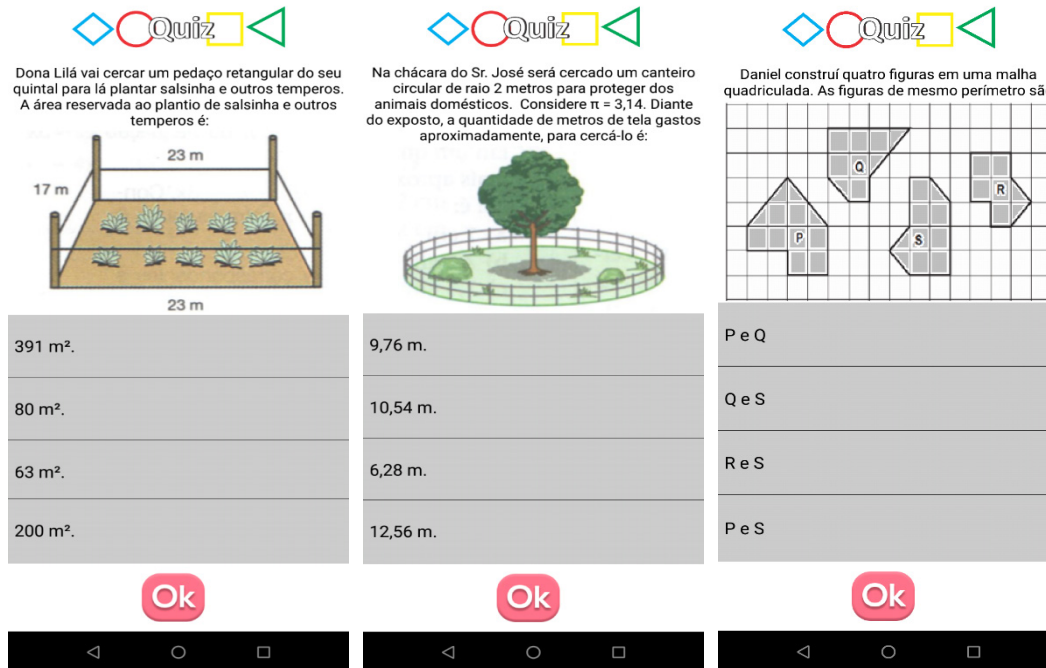 Quiz
Dona Lilá vai cercar um pedaço retangular do seu
quintal para lá plantar salsinha e outros temperos.
A área reservada ao plantio de salsinha e outros
temperos é:
23 m
17 m
23 m
391 m².
80 m².
63 m².
200 m².
Ok
Quiz
Na chácara do Sr. José será cercado um canteiro
circular de raio 2 metros para proteger dos
animais domésticos. Considere π = 3,14. Diante
do exposto, a quantidade de metros de tela gastos
aproximadamente, para cercá-lo é:
9,76 m.
10,54 m.
6,28 m.
12,56 m.
Ok
Quiz
Daniel construí quatro figuras em uma malha
quadriculada. As figuras de mesmo perímetro sã
Q
R
P
S
P e Q
Q e S
R e S
P e S
Ok